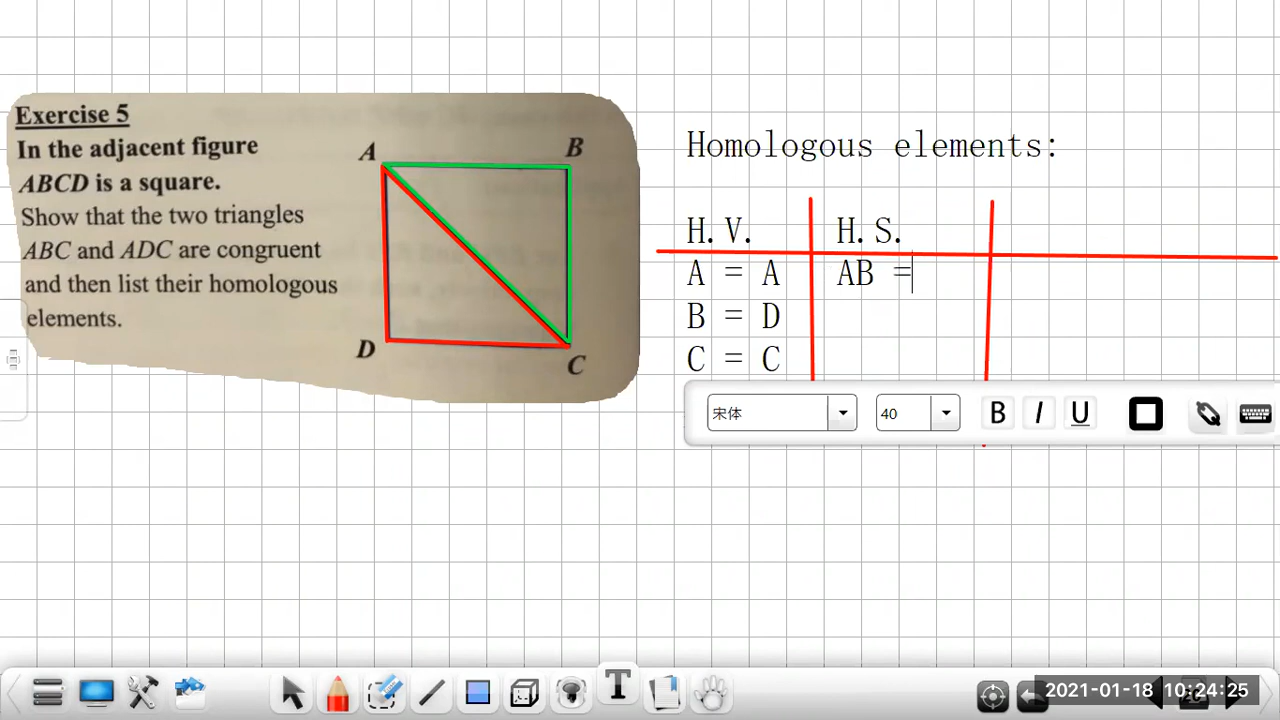 Exercise 5
In the adjacent figure
ABCD is a square.
Show that the two triangles
ABC and ADC are congruent
and then list their homologous
elements.
A
B
D
C
Homologous elements:
H.V. H.S.
A = A AB =
B = D
C = C
宋体 40 B I U
T
2021-01-18 10:24:25